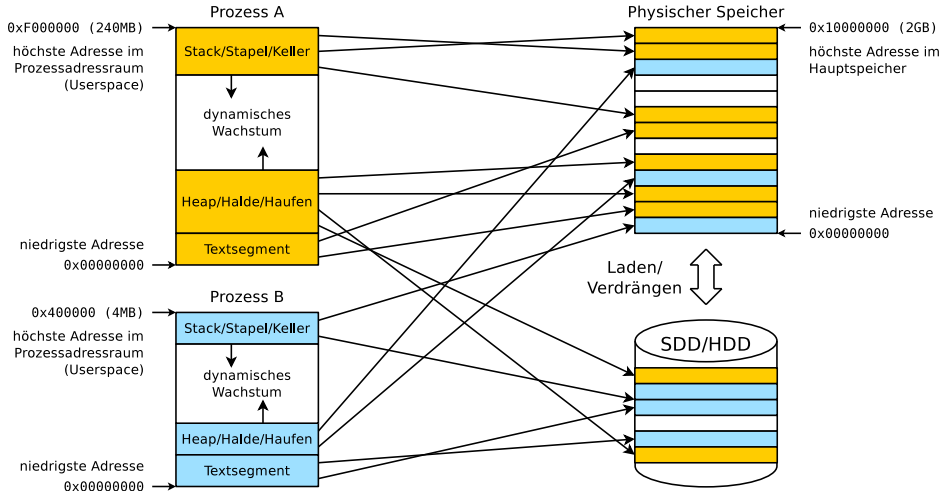 Prozess A
0xF000000 (240MB)
höchste Adresse im
Prozessadressraum
(Userspace)
Stack/Stapel/Keller
dynamisches
Wachstum
Heap/Halde/Haufen
Textsegment
niedrigste Adresse
0x00000000
Prozess B
0x400000 (4MB)
höchste Adresse im
Prozessadressraum
(Userspace)
Stack/Stapel/Keller
dynamisches
Wachstum
Heap/Halde/Haufen
Textsegment
niedrigste Adresse
0x00000000
Physischer Speicher
0x10000000 (2GB)
höchste Adresse im
Hauptspeicher
niedrigste Adresse
0x00000000
Laden/
Verdrängen
SDD/HDD